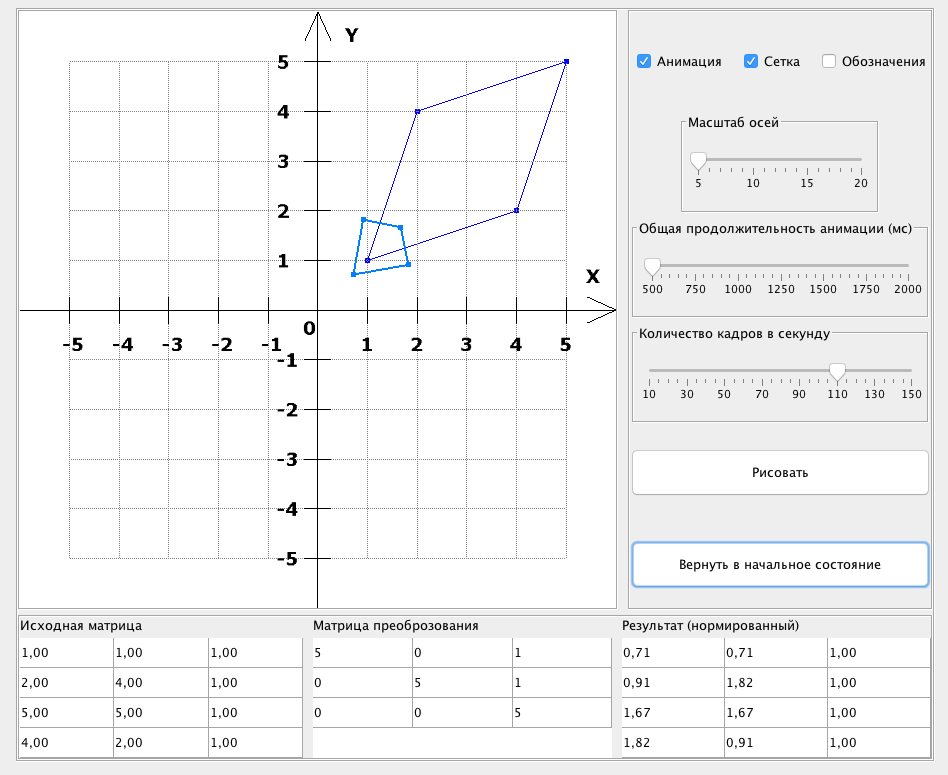 Y
5
4
3
2
1
X
0
-5 -4 -3 -2 -1 1 2 3 4 5
-1
-2
-3
-4
-5
Анимация Сетка Обозначения
Масштаб осей
5 10 15 20
Общая продолжительность анимации (мс)
500 750 1000 1250 1500 1750 2000
Количество кадров в секунду
10 30 50 70 90 110 130 150
Рисовать
Вернуть в начальное состояние
Исходная матрица
1,00 1,00 1,00
2,00 4,00 1,00
5,00 5,00 1,00
4,00 2,00 1,00
Матрица преоброзования
5 0 1
0 5 1
0 0 5
Результат (нормированный)
0,71 0,71 1,00
0,91 1,82 1,00
1,67 1,67 1,00
1,82 0,91 1,00